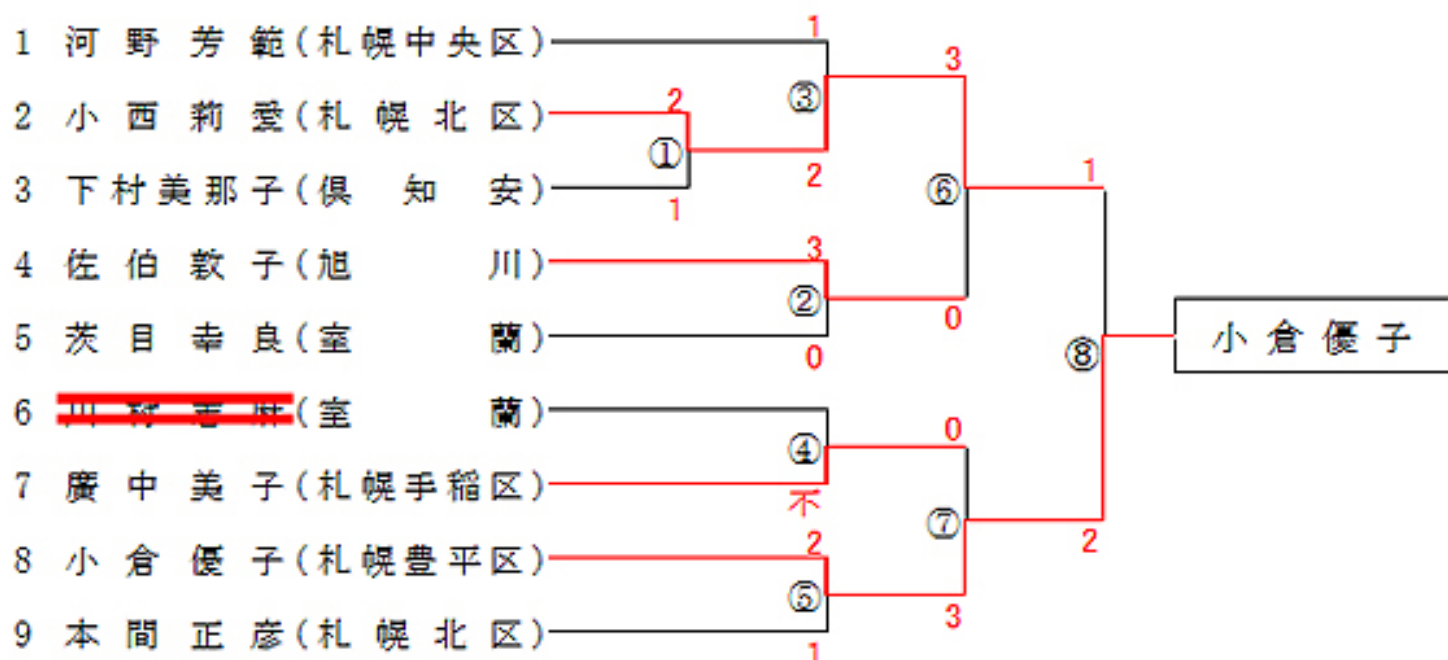 1 河野芳範(札幌中央区)
2 小西莉愛(札幌北区)
3 下村美那子(倶知安)
4 佐伯敦子(旭川)
5 茨目幸良(室蘭)
6 (室蘭)
7 廣中美子(札幌手稲区)
8 小倉優子(札幌豊平区)
9 本間正彦(札幌北区)
1
2
①
1
③
2
3
②
0
3
⑥
0
④
不
2
⑤
1
0
⑦
3
1
⑧
2
小倉優子